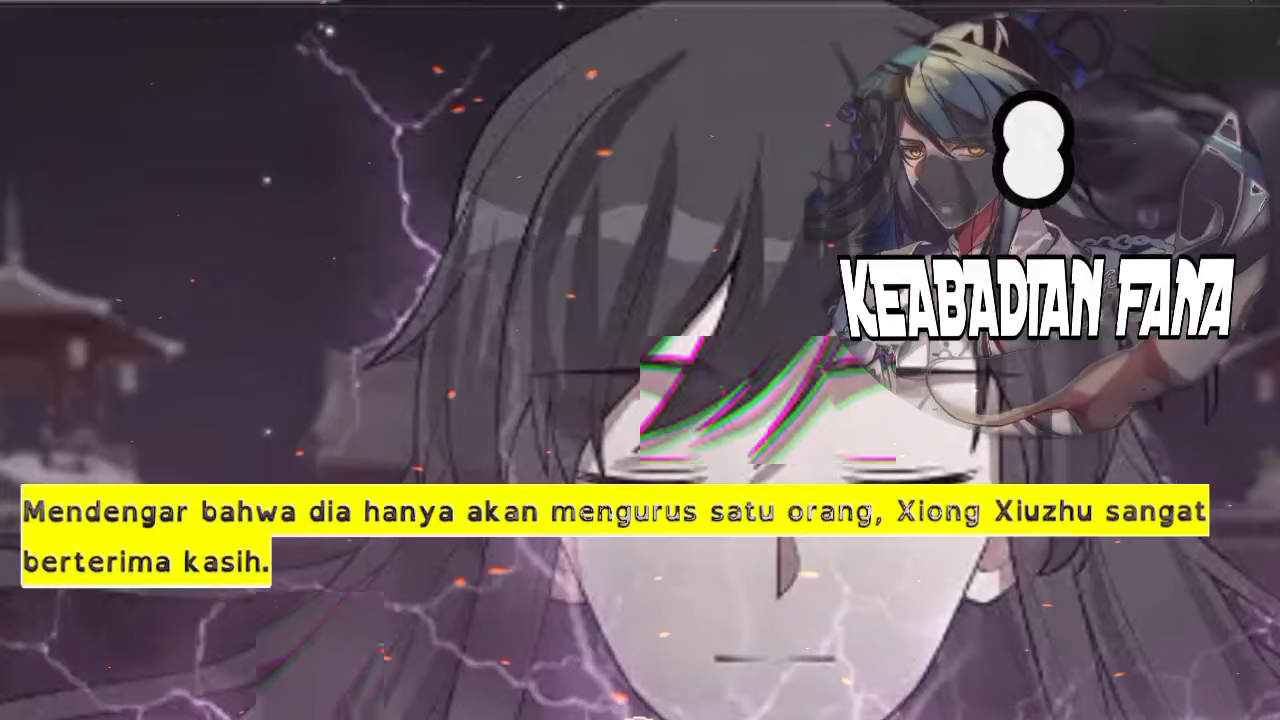 8
KEABADIAN FANA
Mendengar bahwa dia hanya akan mengurus satu orang, Xiong Xiuzhu sangat
berterima kasih.